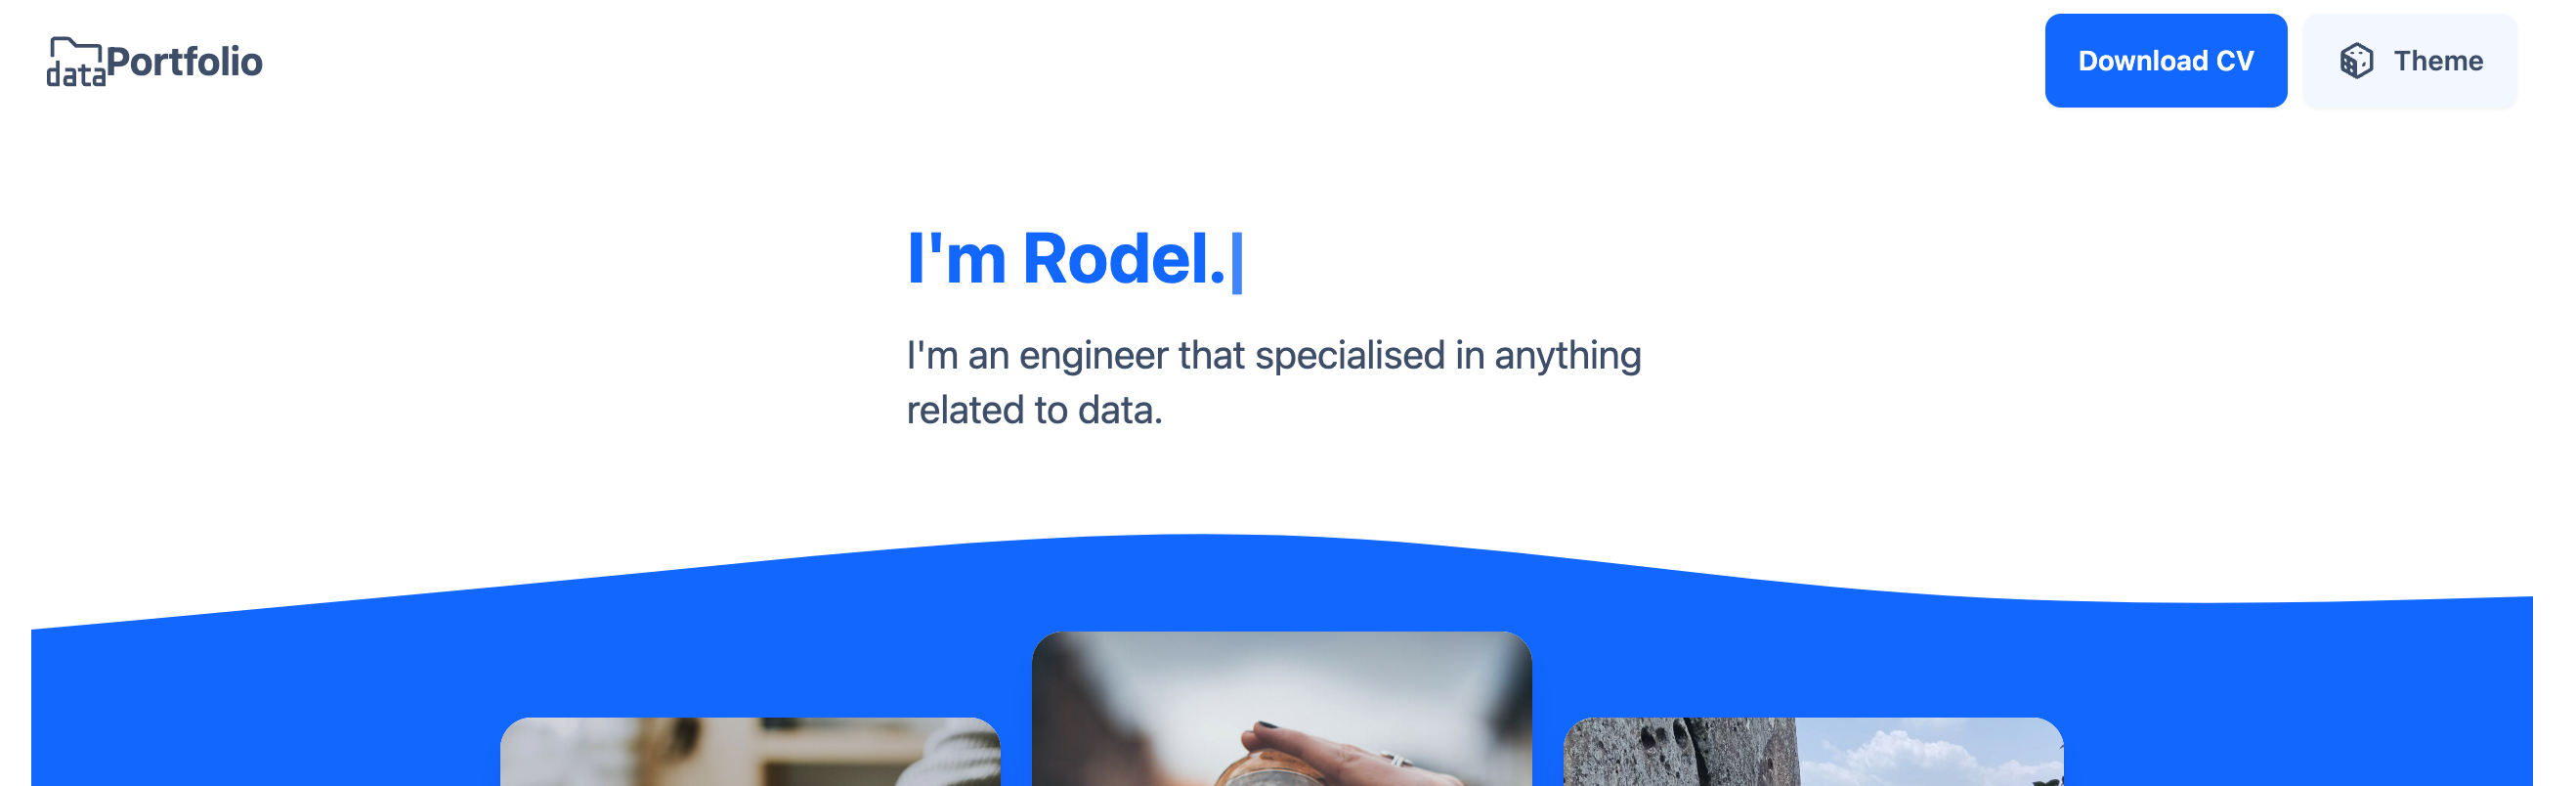 dataPortfolio
Download CV
Theme
I'm Rodel.|
I'm an engineer that specialised in anything
related to data.